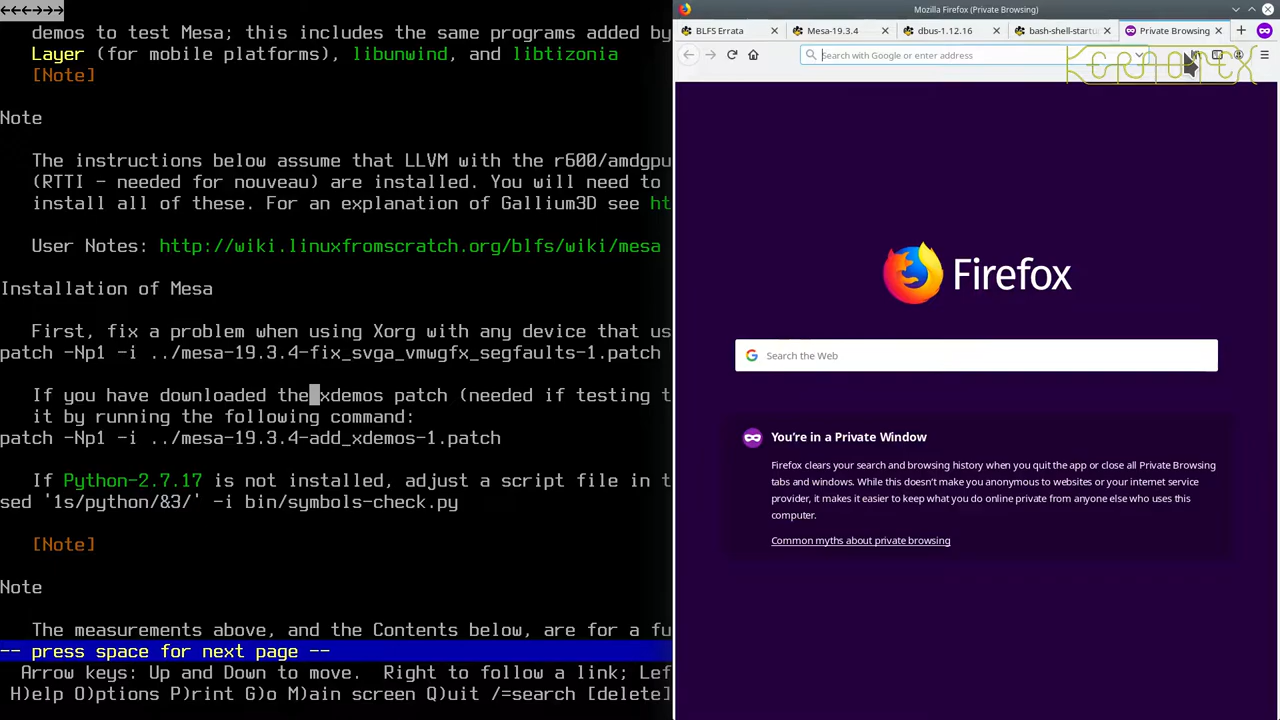 ←←←→→→
demos to test Mesa; this includes the same programs added by
Layer (for mobile platforms), libunwind, and libtizonia
[Note]
Note
The instructions below assume that LLVM with the r600/amdgpu
(RTTI - needed for nouveau) are installed. You will need to
install all of these. For an explanation of Gallium3D see ht
User Notes: http://wiki.linuxfromscratch.org/blfs/wiki/mesa
Installation of Mesa
First, fix a problem when using Xorg with any device that us
patch -Np1 -i ../mesa-19.3.4-fix_svga_vmwgfx_segfaults-1.patch
If you have downloaded the xdemos patch (needed if testing t
it by running the following command:
patch -Np1 -i ../mesa-19.3.4-add_xdemos-1.patch
If Python-2.7.17 is not installed, adjust a script file in t
sed '1s/python/&3/' -i bin/symbols-check.py
[Note]
Note
The measurements above, and the Contents below, are for a fu
-- press space for next page --
Arrow keys: Up and Down to move.  Right to follow a link; Lef
H)elp O)ptions P)rint G)o M)ain screen Q)uit /=search [delete]
Mozilla Firefox (Private Browsing)
BLFS Errata
Mesa-19.3.4
dbus-1.12.16
bash-shell-startu
Private Browsing
Search with Google or enter address
KERNOTEX
Firefox
Search the Web
You're in a Private Window
Firefox clears your search and browsing history when you quit the app or close all Private Browsing
tabs and windows. While this doesn't make you anonymous to websites or your internet service
provider, it makes it easier to keep what you do online private from anyone else who uses this
computer.
Common myths about private browsing